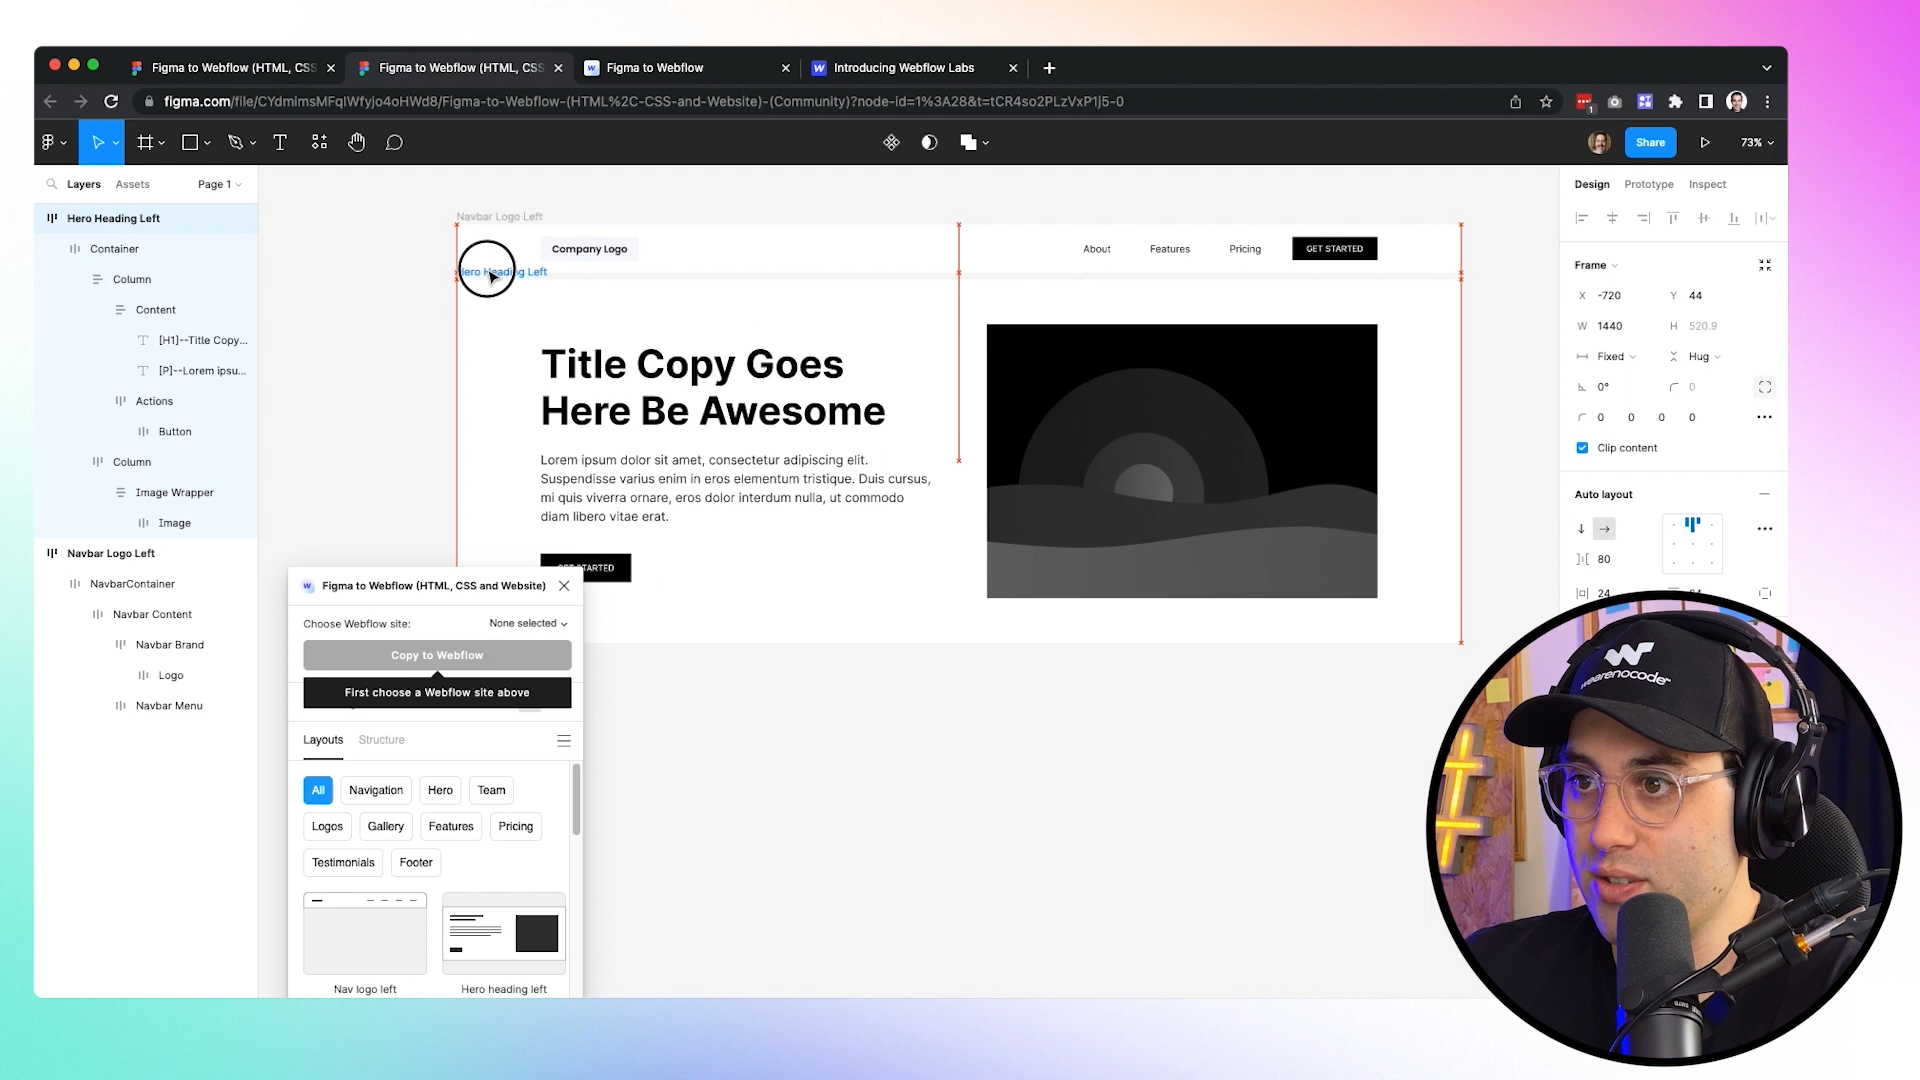 Figma to Webflow (HTML, CSS
Figma to Webflow (HTML, CSS
Figma to Webflow
Introducing Webflow Labs
figma.com/file/CYdmimsMFqlWfyjo4oHWd8/Figma-to-Webflow-(HTML%2C-CSS-and-Website)-(Community)?node-id=1%3A28&t=tCR4so2PLzVxP1j5-0
1
Share
73%
Layers
Assets
Page 1
Hero Heading Left
Container
Column
Content
[H1]--Title Copy...
[P]--Lorem ipsu...
Actions
Button
Column
Image Wrapper
Image
Navbar Logo Left
NavbarContainer
Navbar Content
Navbar Brand
Logo
Navbar Menu
Navbar Logo Left
Company Logo
About
Features
Pricing
GET STARTED
Hero Heading Left
Title Copy Goes
Here Be Awesome
Lorem ipsum dolor sit amet, consectetur adipiscing elit.
Suspendisse varius enim in eros elementum tristique. Duis cursus,
mi quis viverra ornare, eros dolor interdum nulla, ut commodo
diam libero vitae erat.
GET STARTED
Figma to Webflow (HTML, CSS and Website)
Choose Webflow site:
None selected
Copy to Webflow
First choose a Webflow site above
Layouts
Structure
All
Navigation
Hero
Team
Logos
Gallery
Features
Pricing
Testimonials
Footer
Nav logo left
Hero heading left
Design
Prototype
Inspect
Frame
X -720
Y 44
W 1440
H 520.9
Fixed
Hug
0°
0
0 0 0 0
Clip content
Auto layout
80
24
64
wearenocode